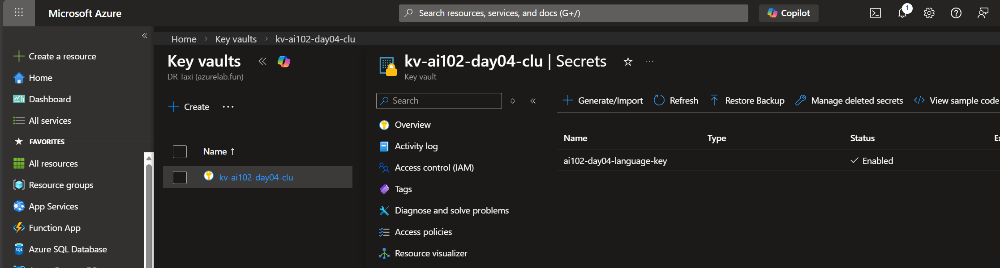 Microsoft Azure
Search resources, services, and docs (G+/)
Copilot
1
Create a resource
Home
Dashboard
All services
FAVORITES
All resources
Resource groups
App Services
Function App
Azure SQL Database
Home > Key vaults > kv-ai102-day04-clu
Key vaults
DR Taxi (azurelab.fun)
Create
Name ↑
kv-ai102-day04-clu
kv-ai102-day04-clu | Secrets
Key vault
Search
Overview
Activity log
Access control (IAM)
Tags
Diagnose and solve problems
Access policies
Resource visualizer
Generate/Import Refresh Restore Backup Manage deleted secrets View sample code
Name Type Status
ai102-day04-language-key Enabled